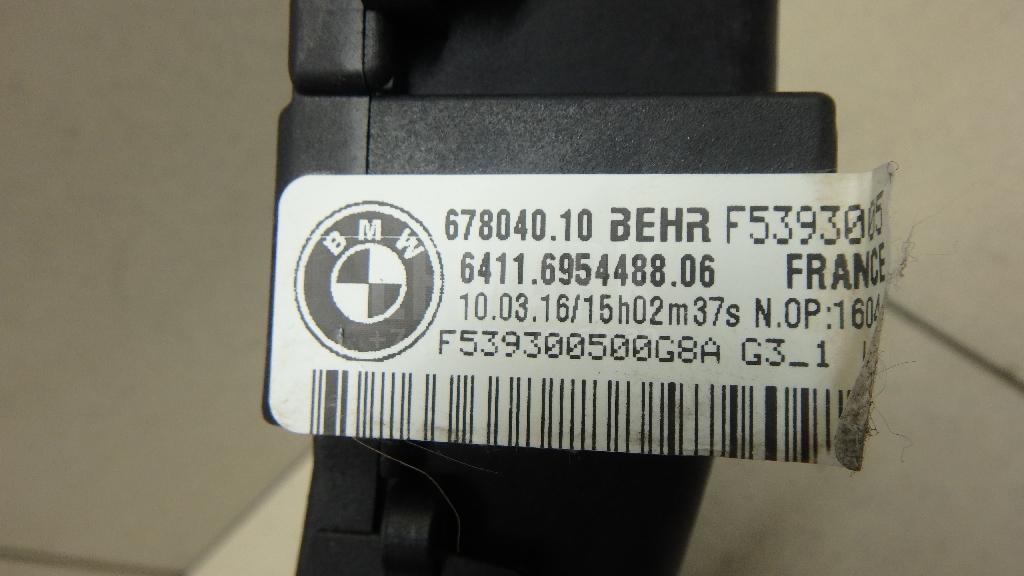 BMW
678040.10 BEHR F5393005
6411.6954488.06 FRANCE
10.03.16/15h02m37s N.OP:1604
F539300500G8A G3_1